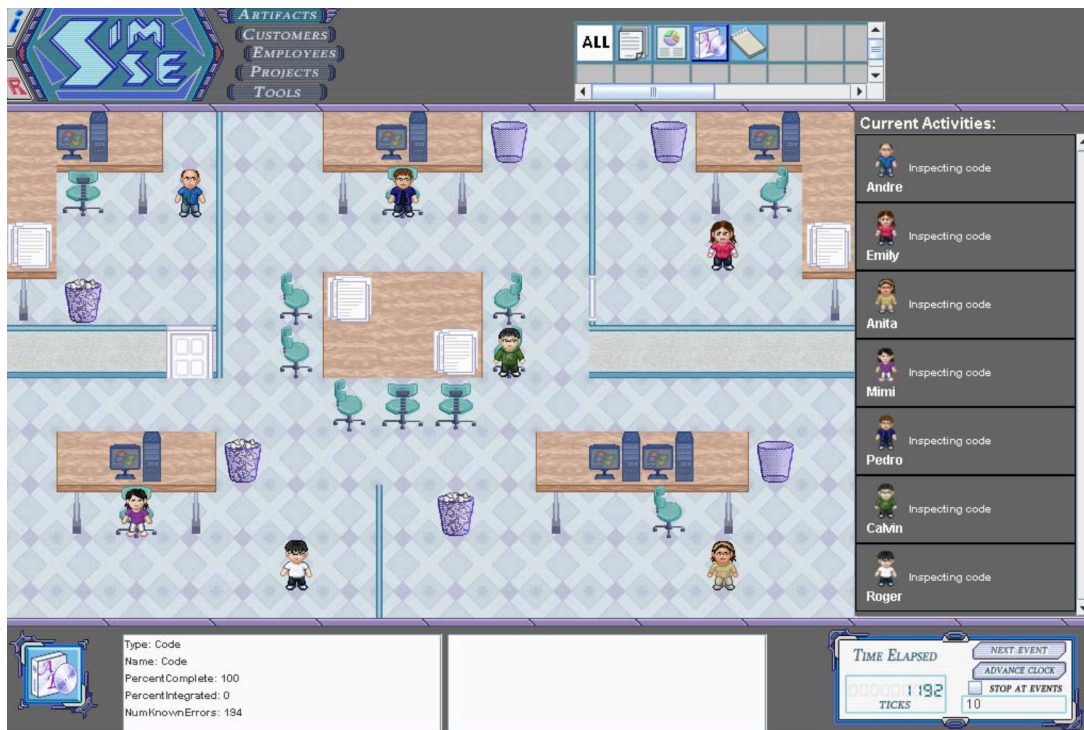 i
SIM
SE
R
ARTIFACTS
CUSTOMERS
EMPLOYEES
PROJECTS
TOOLS
ALL
Current Activities:
Inspecting code
Andre
Inspecting code
Emily
Inspecting code
Anita
Inspecting code
Mimi
Inspecting code
Pedro
Inspecting code
Calvin
Inspecting code
Roger
Type: Code
Name: Code
PercentComplete: 100
PercentIntegrated: 0
NumKnownErrors: 194
TIME ELAPSED
1192
TICKS
NEXT EVENT
ADVANCE CLOCK
STOP AT EVENTS
10